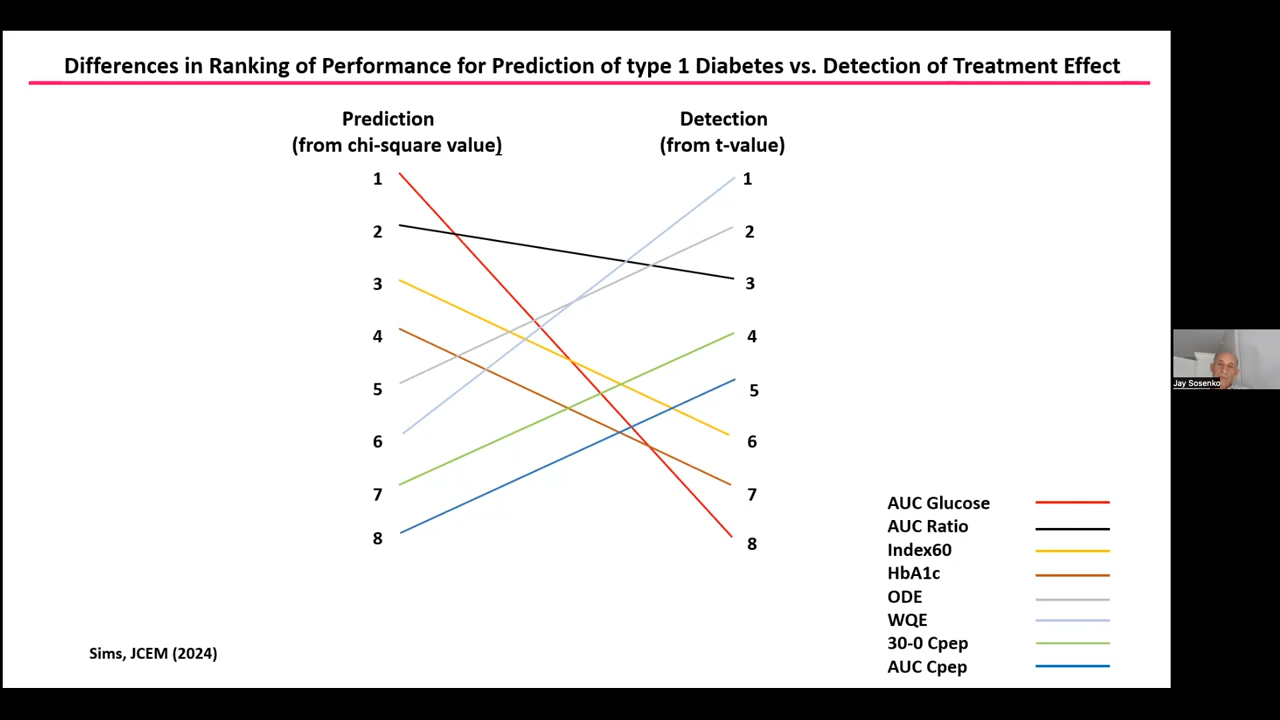 Differences in Ranking of Performance for Prediction of type 1 Diabetes vs. Detection of Treatment Effect
Prediction
(from chi-square value)
Detection
(from t-value)
1
2
3
4
5
6
7
8
1
2
3
4
5
6
7
8
AUC Glucose
AUC Ratio
Index60
HbA1c
ODE
WQE
30-0 Cpep
AUC Cpep
Sims, JCEM (2024)
Jay Sosenko